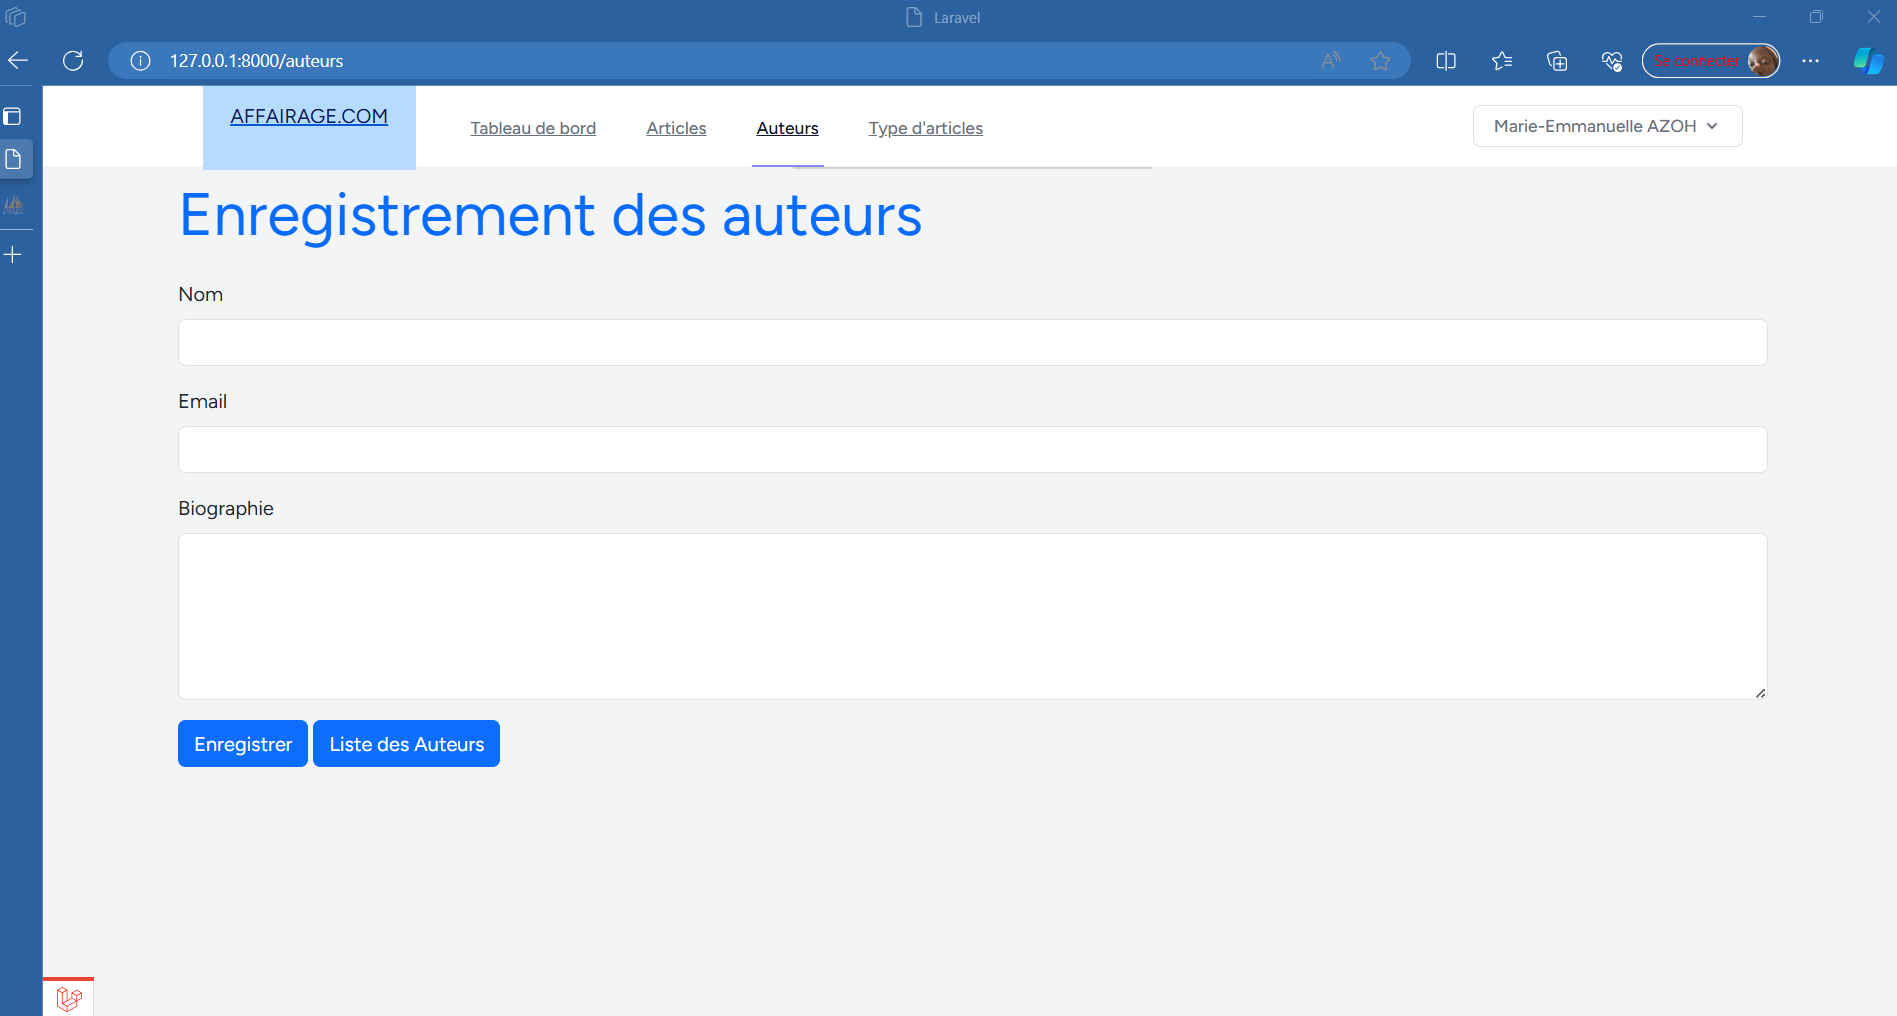 Laravel
127.0.0.1:8000/auteurs
Se connecter
AFFAIRAGE.COM
Tableau de bord
Articles
Auteurs
Type d'articles
Marie-Emmanuelle AZOH
Enregistrement des auteurs
Nom
Email
Biographie
Enregistrer
Liste des Auteurs